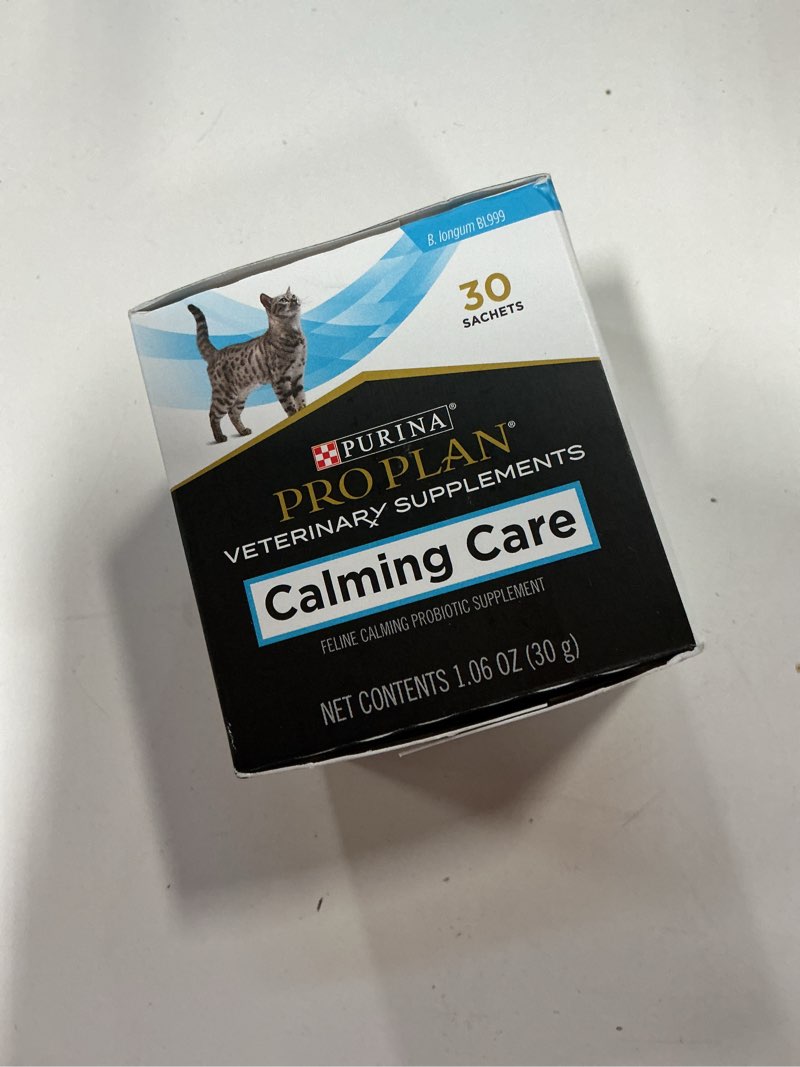 B. longum BL999
30
SACHETS
PURINA®
PRO PLAN®
VETERINARY SUPPLEMENTS
Calming Care
FELINE CALMING PROBIOTIC SUPPLEMENT
NET CONTENTS 1.06 OZ (30 g)